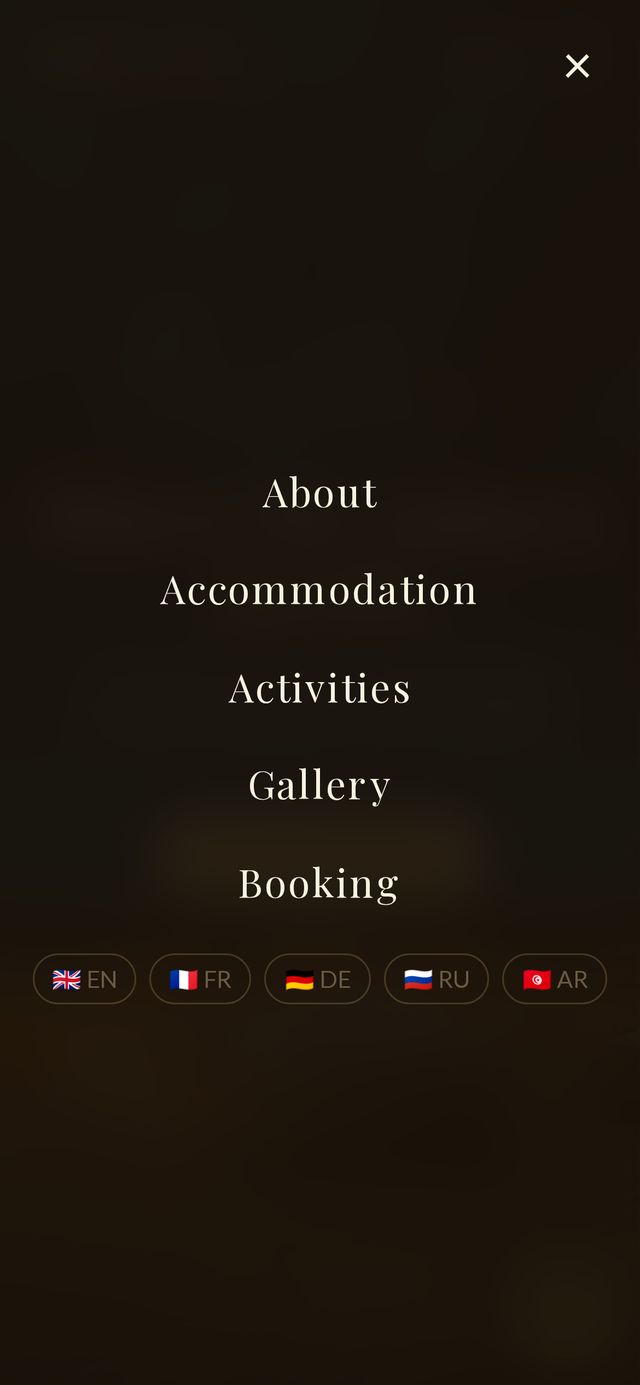 About
Accommodation
Activities
Gallery
Booking
EN FR DE RU AR